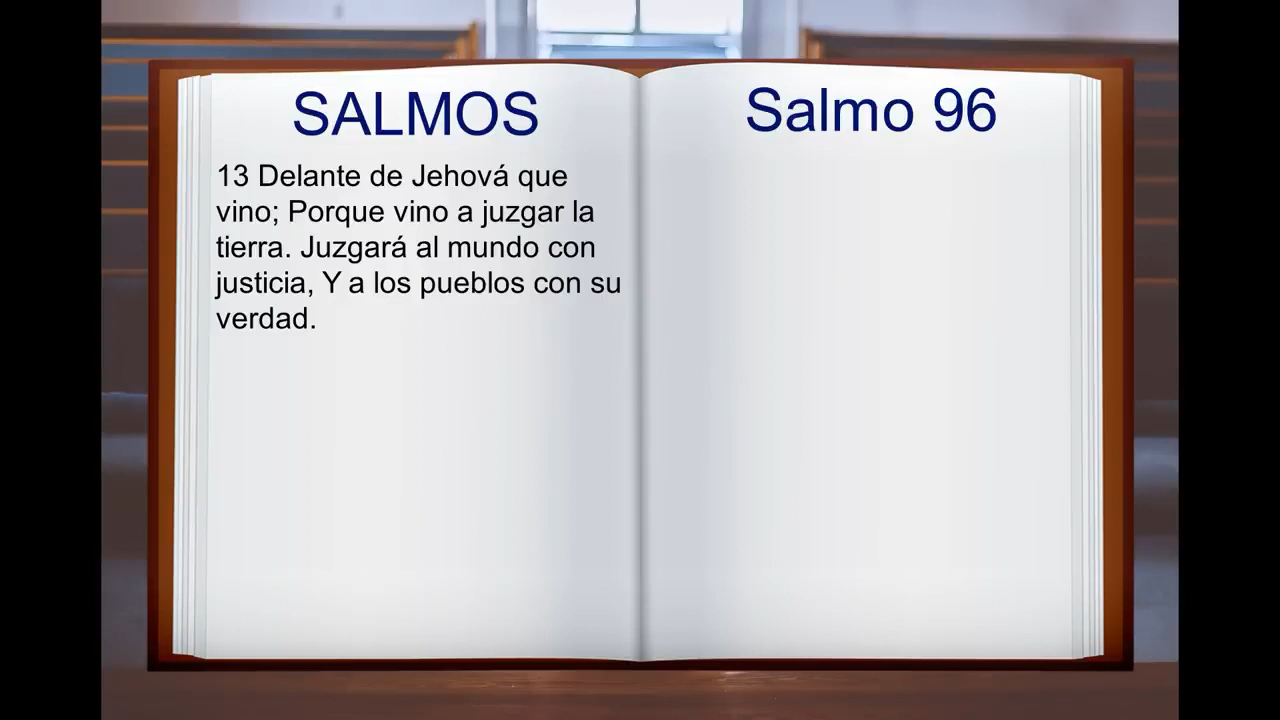 SALMOS
13 Delante de Jehová que
vino; Porque vino a juzgar la
tierra. Juzgará al mundo con
justicia, Y a los pueblos con su
verdad.
Salmo 96